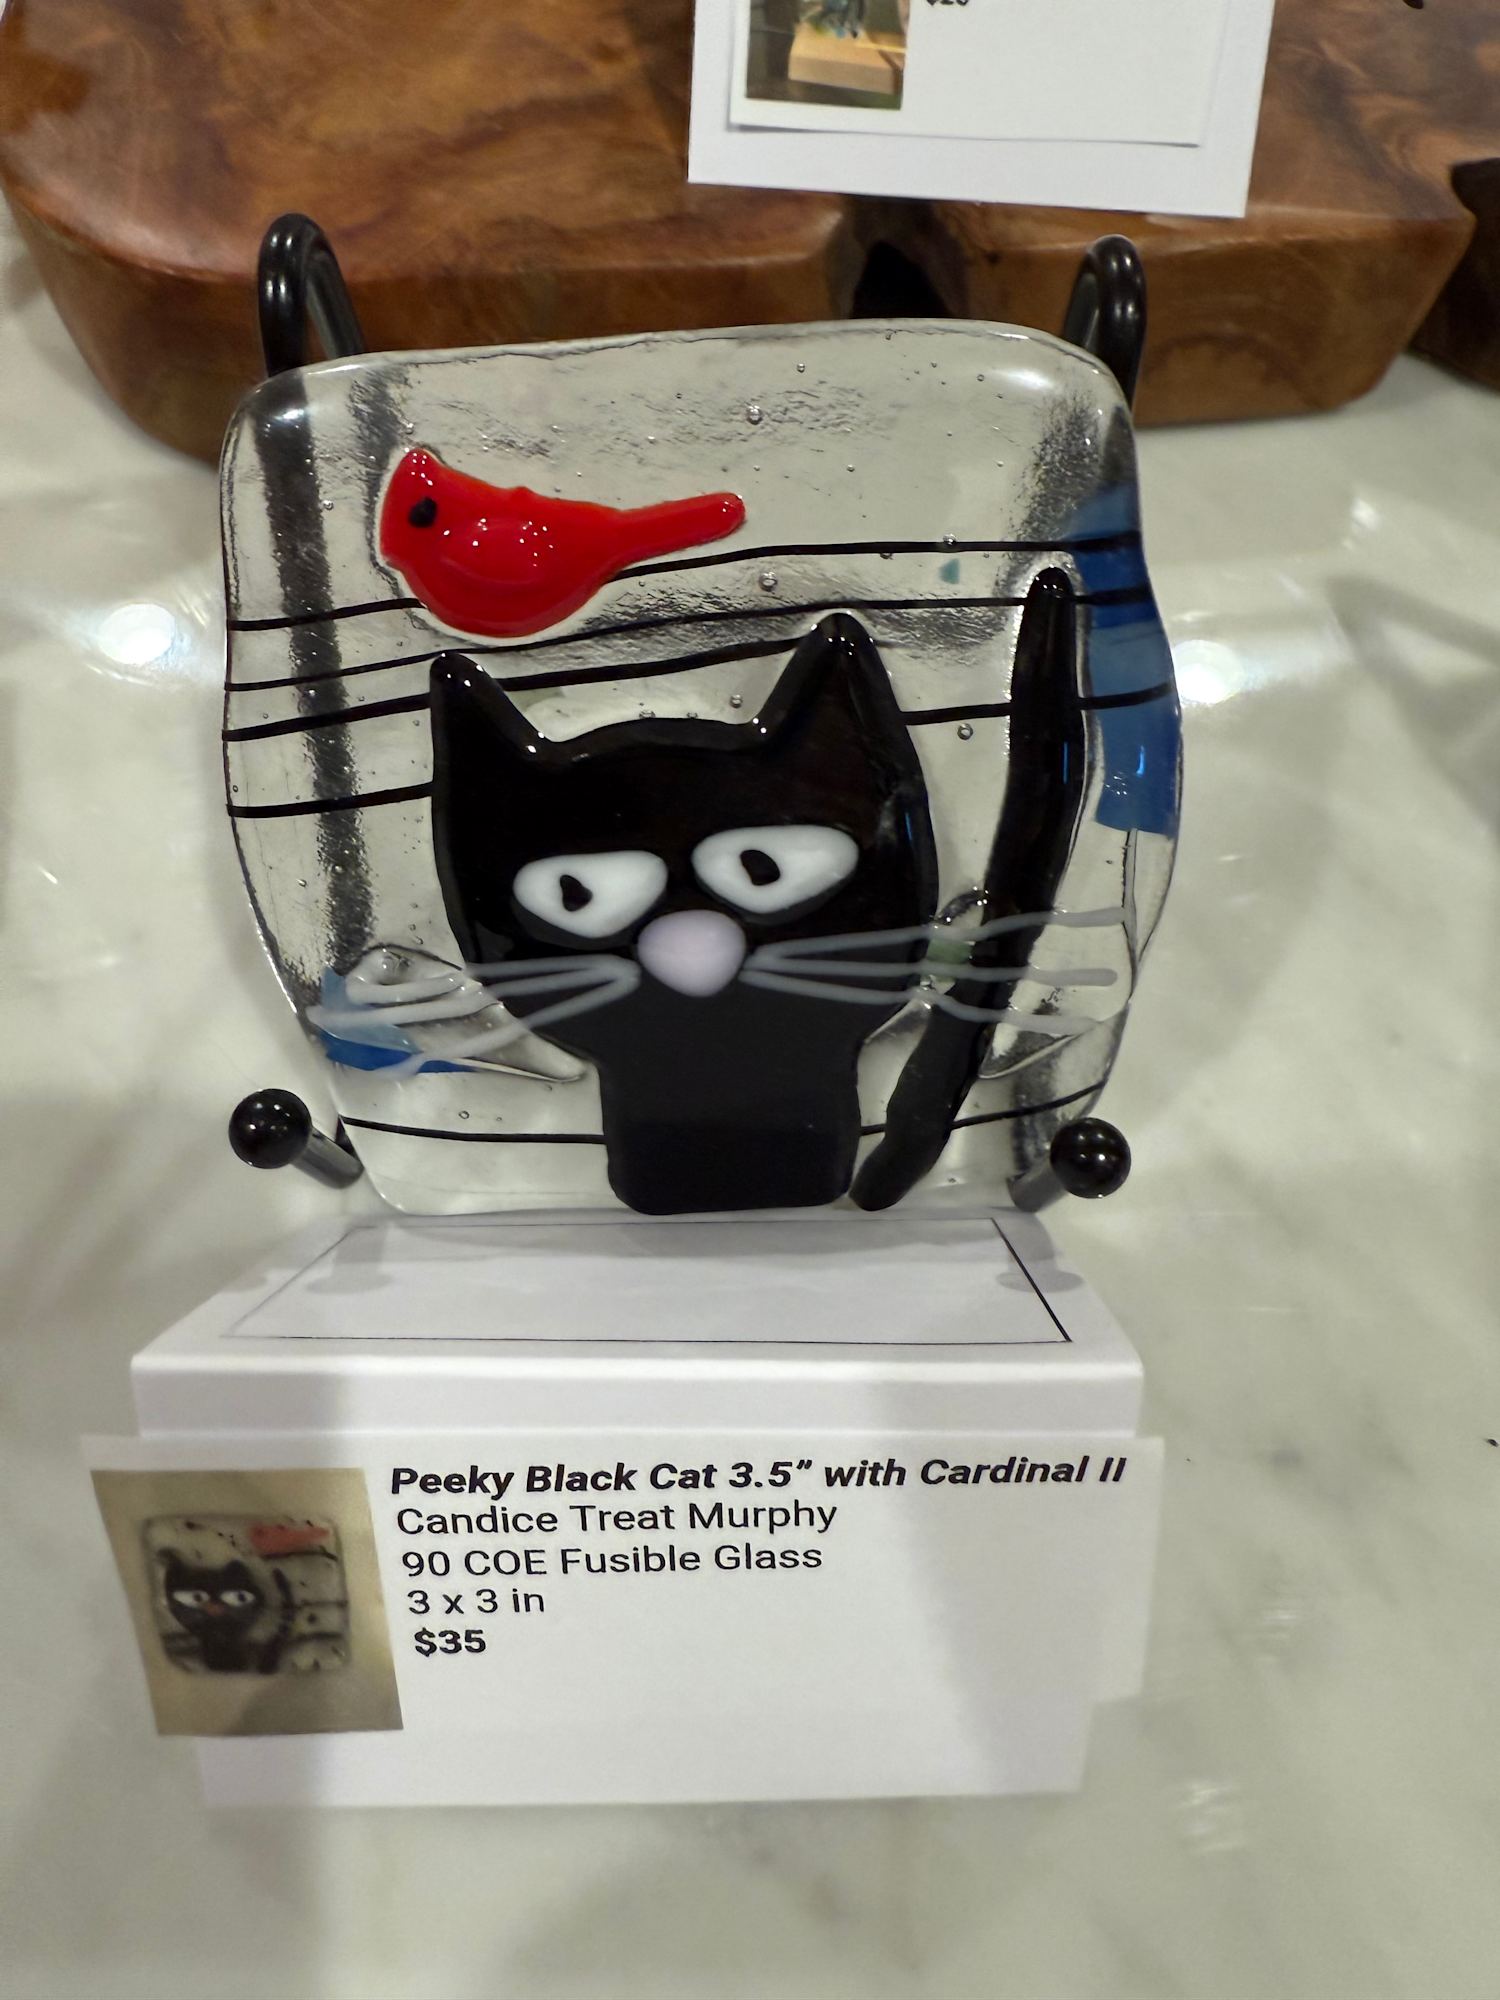 Peeky Black Cat 3.5” with Cardinal II
Candice Treat Murphy
90 COE Fusible Glass
3 x 3 in
$35